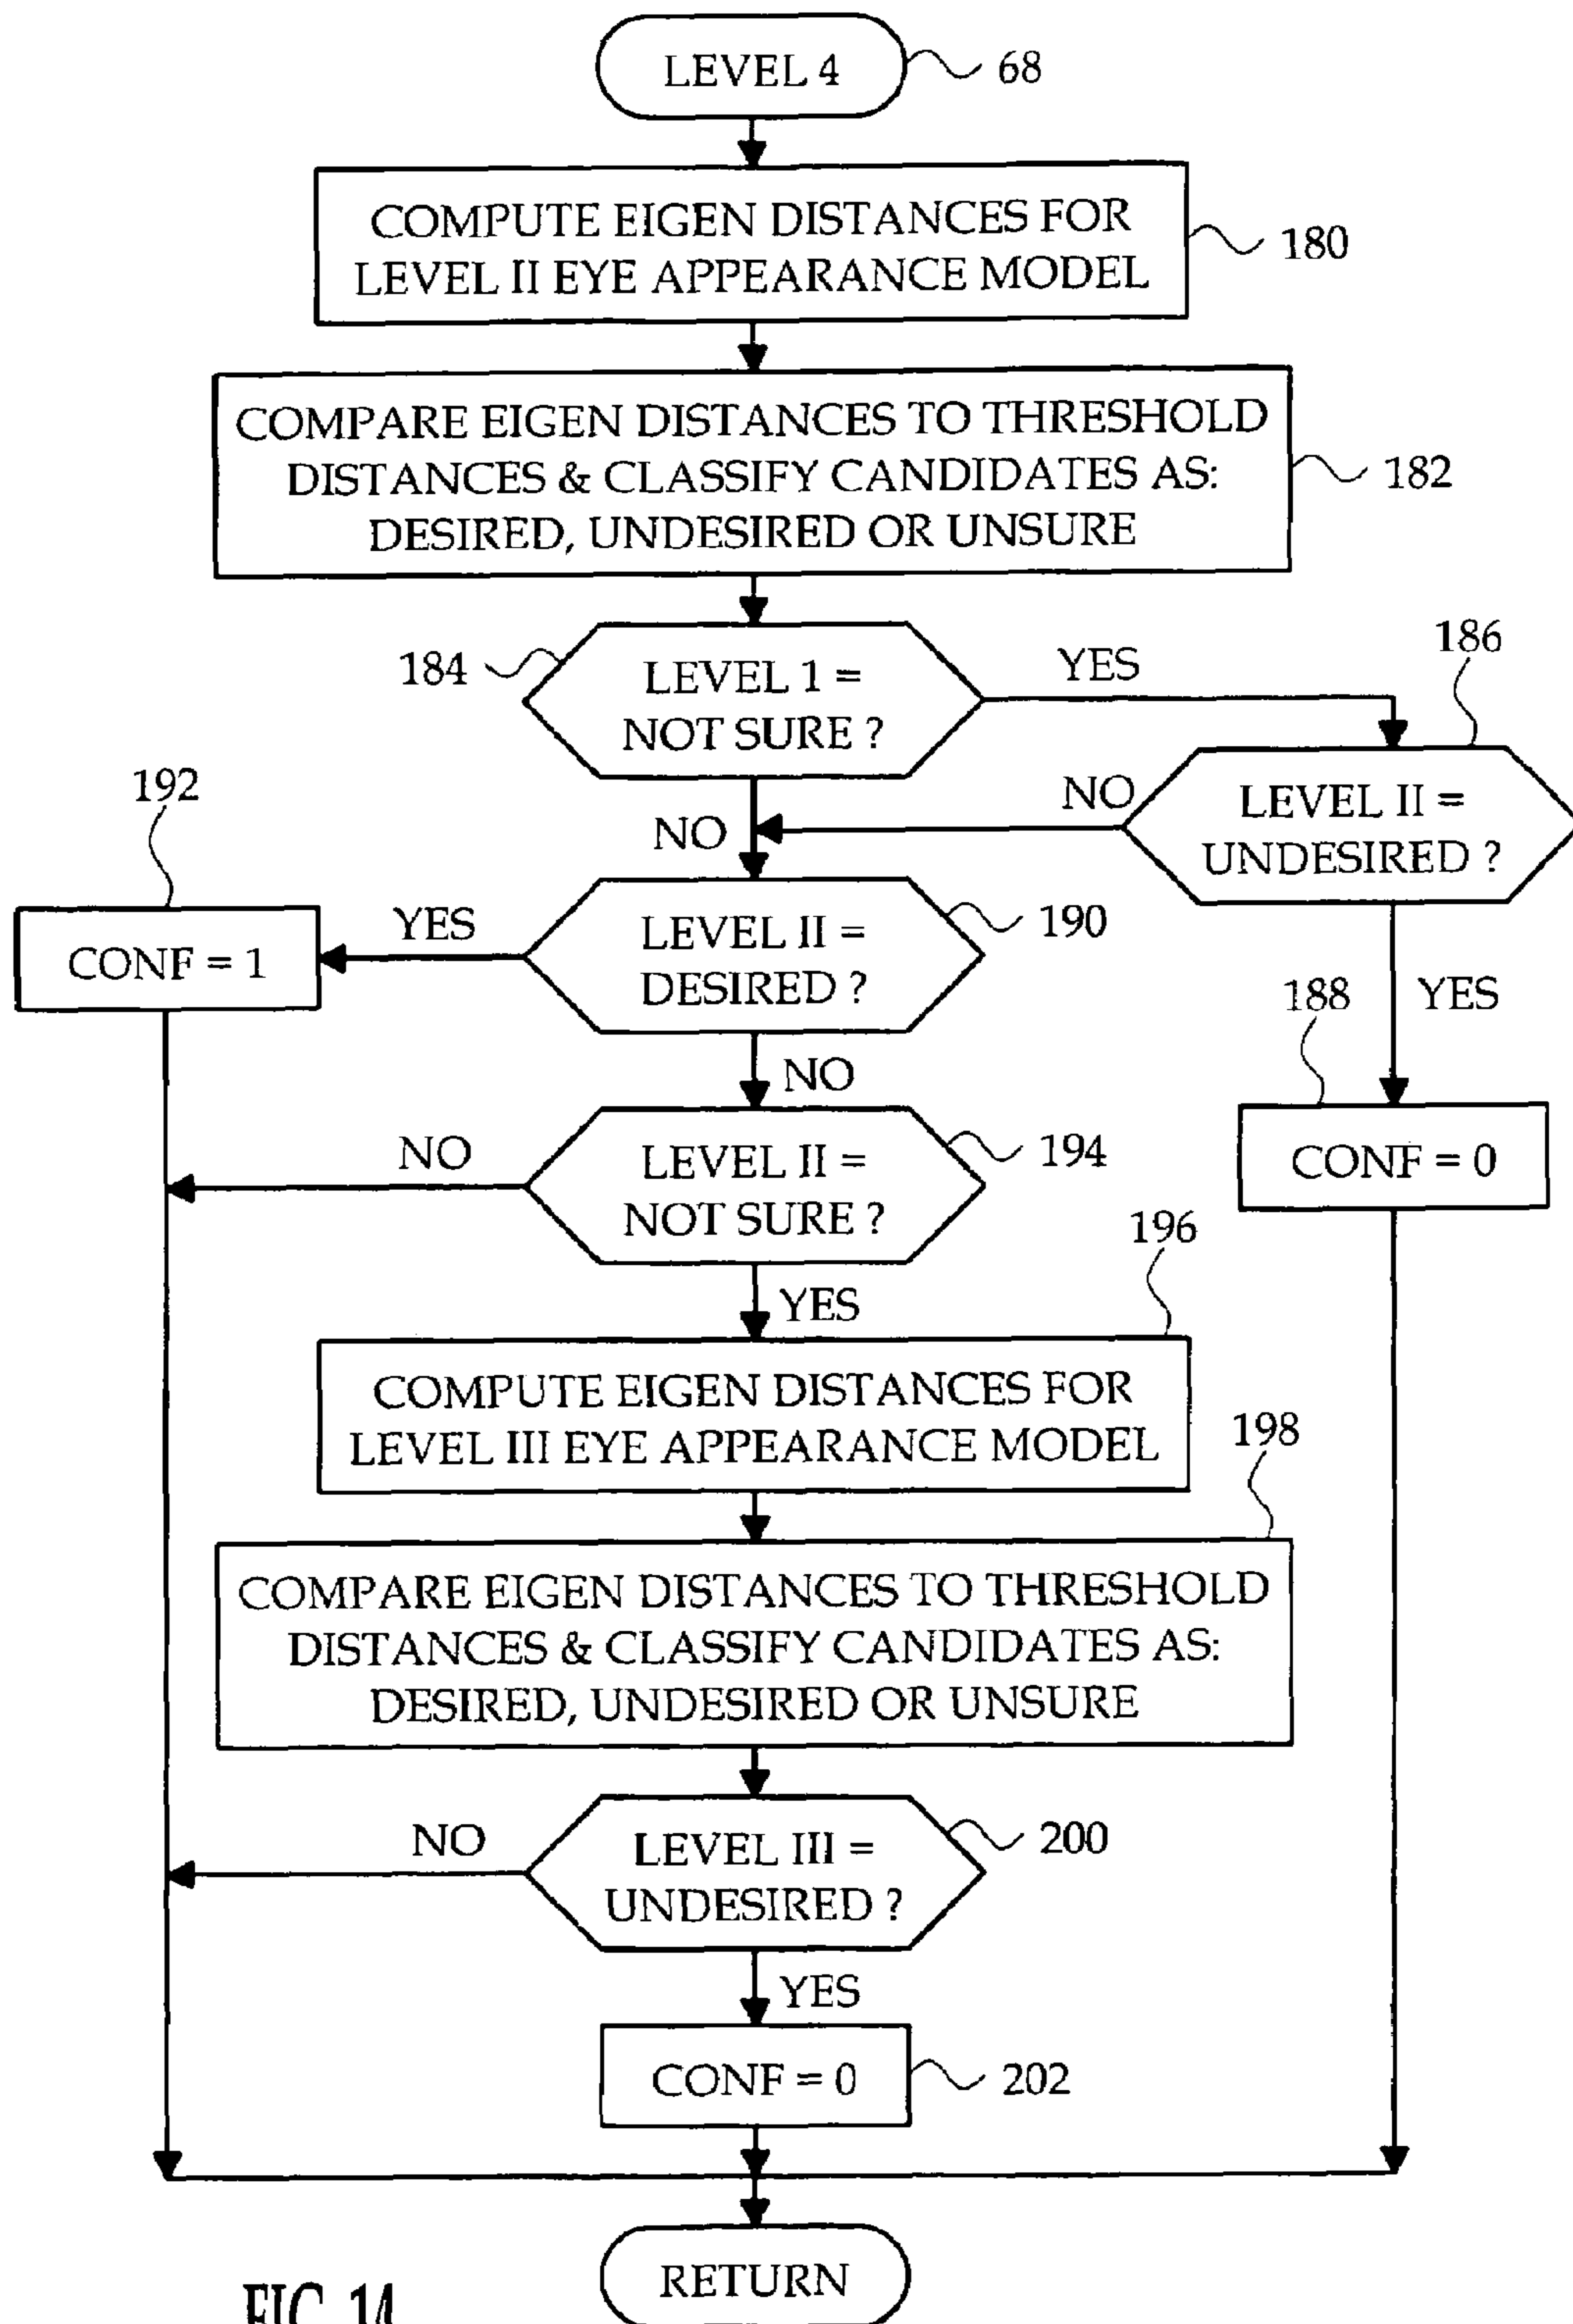 LEVEL 4
68
COMPUTE EIGEN DISTANCES FOR
LEVEL II EYE APPEARANCE MODEL
180
COMPARE EIGEN DISTANCES TO THRESHOLD
DISTANCES & CLASSIFY CANDIDATES AS:
DESIRED, UNDESIRED OR UNSURE
182
184
LEVEL 1 =
NOT SURE ?
YES
186
LEVEL II =
UNDESIRED ?
NO
NO
192
CONF = 1
YES
LEVEL II =
DESIRED ?
190
188
YES
CONF = 0
NO
NO
LEVEL II =
NOT SURE ?
194
YES
196
COMPUTE EIGEN DISTANCES FOR
LEVEL III EYE APPEARANCE MODEL
198
COMPARE EIGEN DISTANCES TO THRESHOLD
DISTANCES & CLASSIFY CANDIDATES AS:
DESIRED, UNDESIRED OR UNSURE
NO
LEVEL III =
UNDESIRED ?
200
YES
CONF = 0
202
RETURN
FIG. 14